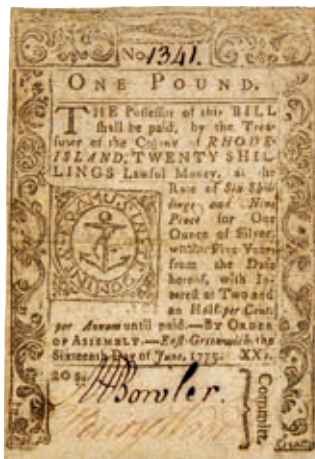 No 1341.
ONE POUND.
THE Possessor of this BILL
shall be paid, by the Trea-
surer of the Colony of RHODE-
ISLAND, TWENTY SHIL-
LINGS Lawful Money, at the
Rate of Six Shil-
lings and Nine
Pence for One
Ounce of Silver,
within Five Years
from the Date
hereof, with In-
terest at Two and
an Half per Cent.
per Annum until paid.—BY ORDER
OF ASSEMBLY.—East-Greenwich, the
Sixteenth Day of June, 1775. XXs.
20s.
Bowler.
Committee.